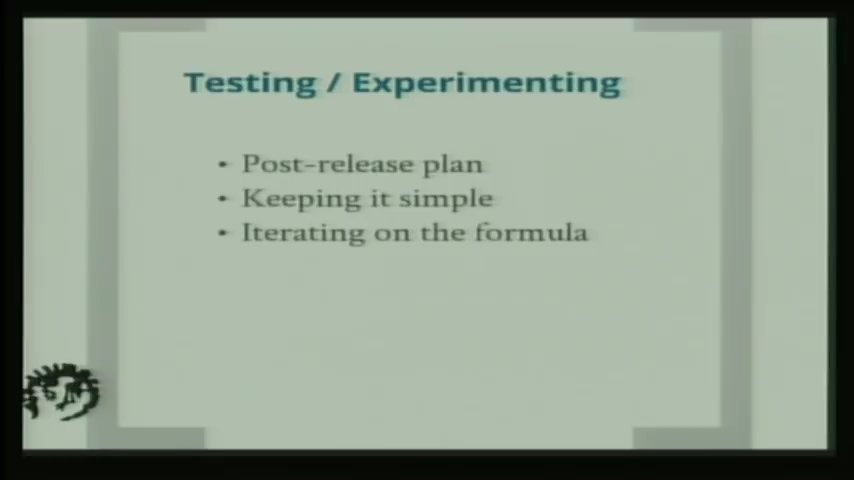 Testing / Experimenting
• Post-release plan
• Keeping it simple
• Iterating on the formula